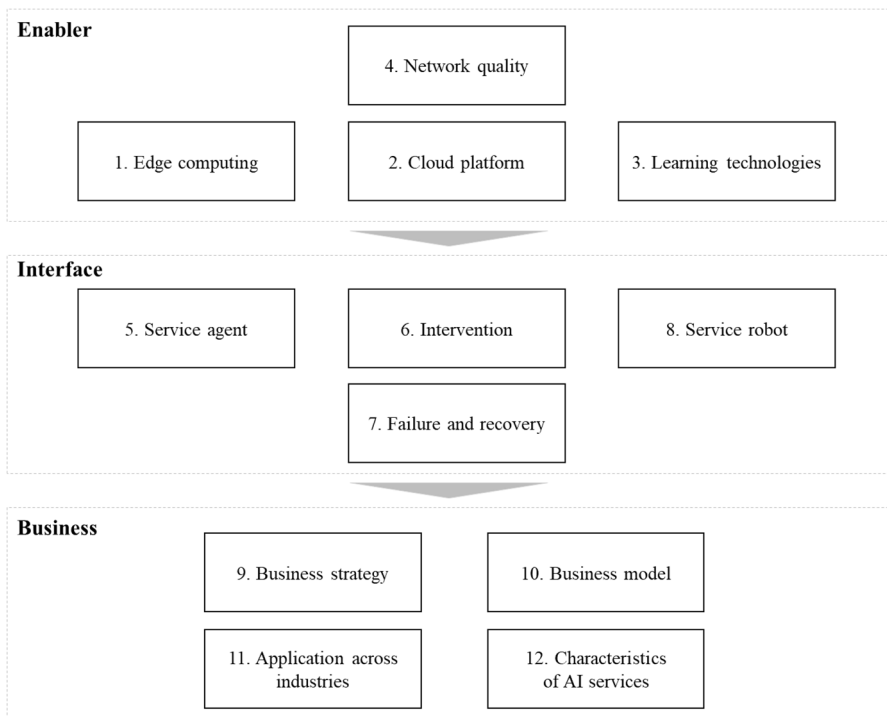 Enabler
4. Network quality
1. Edge computing
2. Cloud platform
3. Learning technologies
Interface
5. Service agent
6. Intervention
8. Service robot
7. Failure and recovery
Business
9. Business strategy
10. Business model
11. Application across
industries
12. Characteristics
of AI services